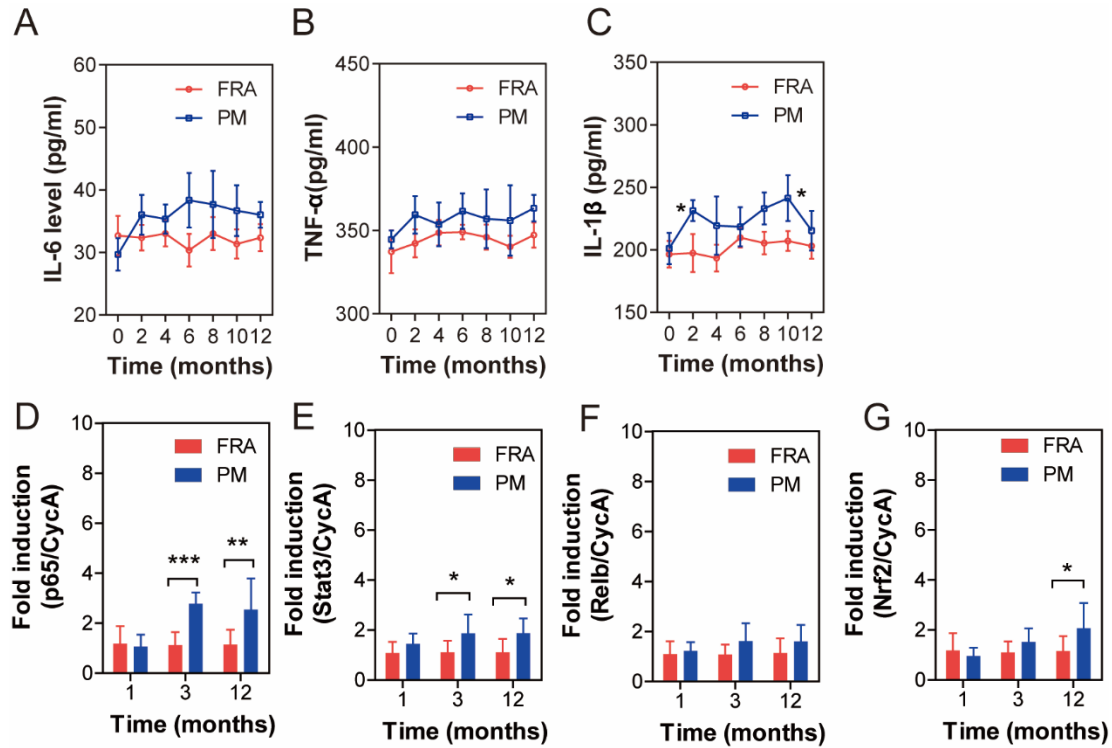 A
IL-6 level (pg/ml)
60
50
40
30
20
FRA
PM
0 2 4 6 8 10 12
Time (months)
B
TNF-α(pg/ml)
450
400
350
300
FRA
PM
0 2 4 6 8 10 12
Time (months)
C
IL-1β (pg/ml)
350
300
250
200
150
FRA
PM
* *
0 2 4 6 8 10 12
Time (months)
D
Fold induction
(p65/CycA)
10
8
6
4
2
0
FRA
PM
*** **
1 3 12
Time (months)
E
Fold induction
(Stat3/CycA)
10
8
6
4
2
0
FRA
PM
* *
1 3 12
Time (months)
F
Fold induction
(Relb/CycA)
10
8
6
4
2
0
FRA
PM
1 3 12
Time (months)
G
Fold induction
(Nrf2/CycA)
10
8
6
4
2
0
FRA
PM
*
1 3 12
Time (months)